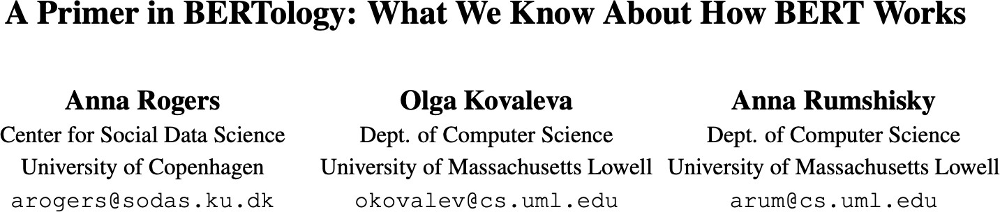 A Primer in BERTology: What We Know About How BERT Works
Anna Rogers
Center for Social Data Science
University of Copenhagen
arogers@sodas.ku.dk
Olga Kovaleva
Dept. of Computer Science
University of Massachusetts Lowell
okovalev@cs.uml.edu
Anna Rumshisky
Dept. of Computer Science
University of Massachusetts Lowell
arum@cs.uml.edu